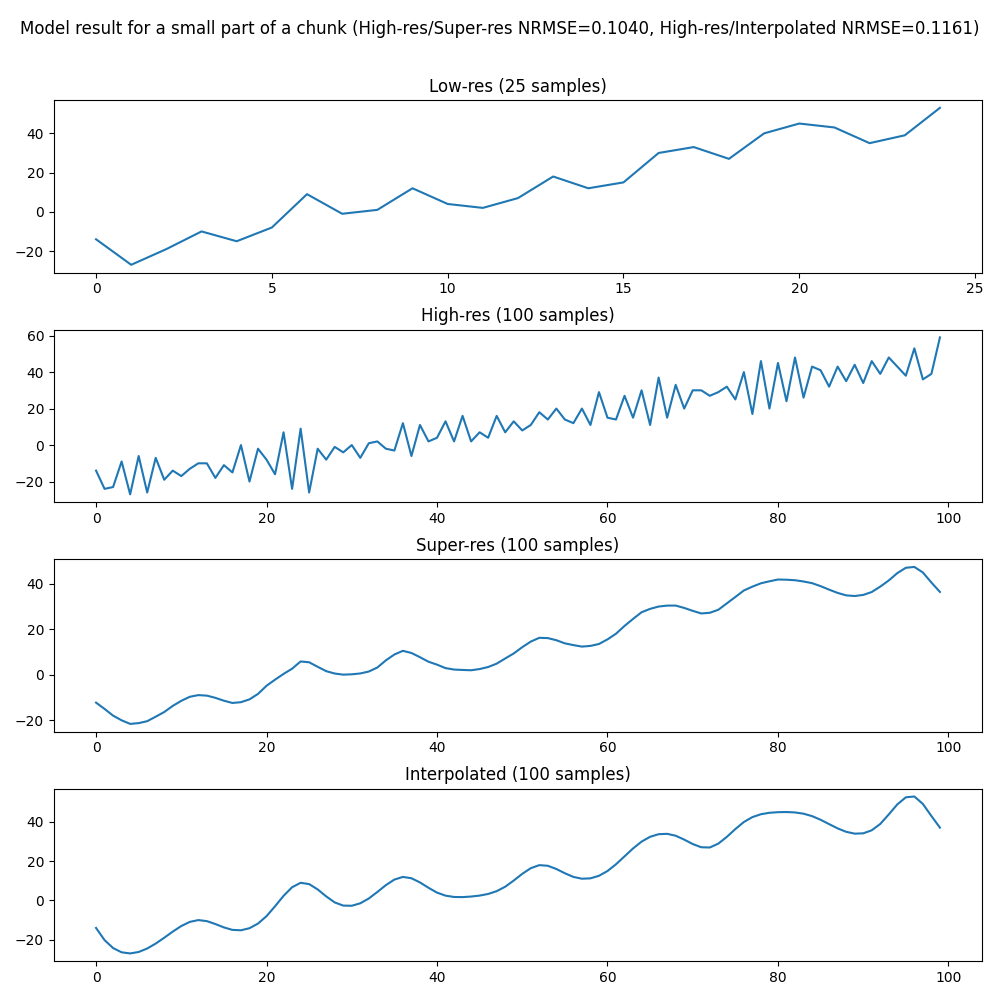 Model result for a small part of a chunk (High-res/Super-res NRMSE=0.1040, High-res/Interpolated NRMSE=0.1161)
Low-res (25 samples)
40
20
0
−20
0 5 10 15 20 25
High-res (100 samples)
60
40
20
0
−20
0 20 40 60 80 100
Super-res (100 samples)
40
20
0
−20
0 20 40 60 80 100
Interpolated (100 samples)
40
20
0
−20
0 20 40 60 80 100